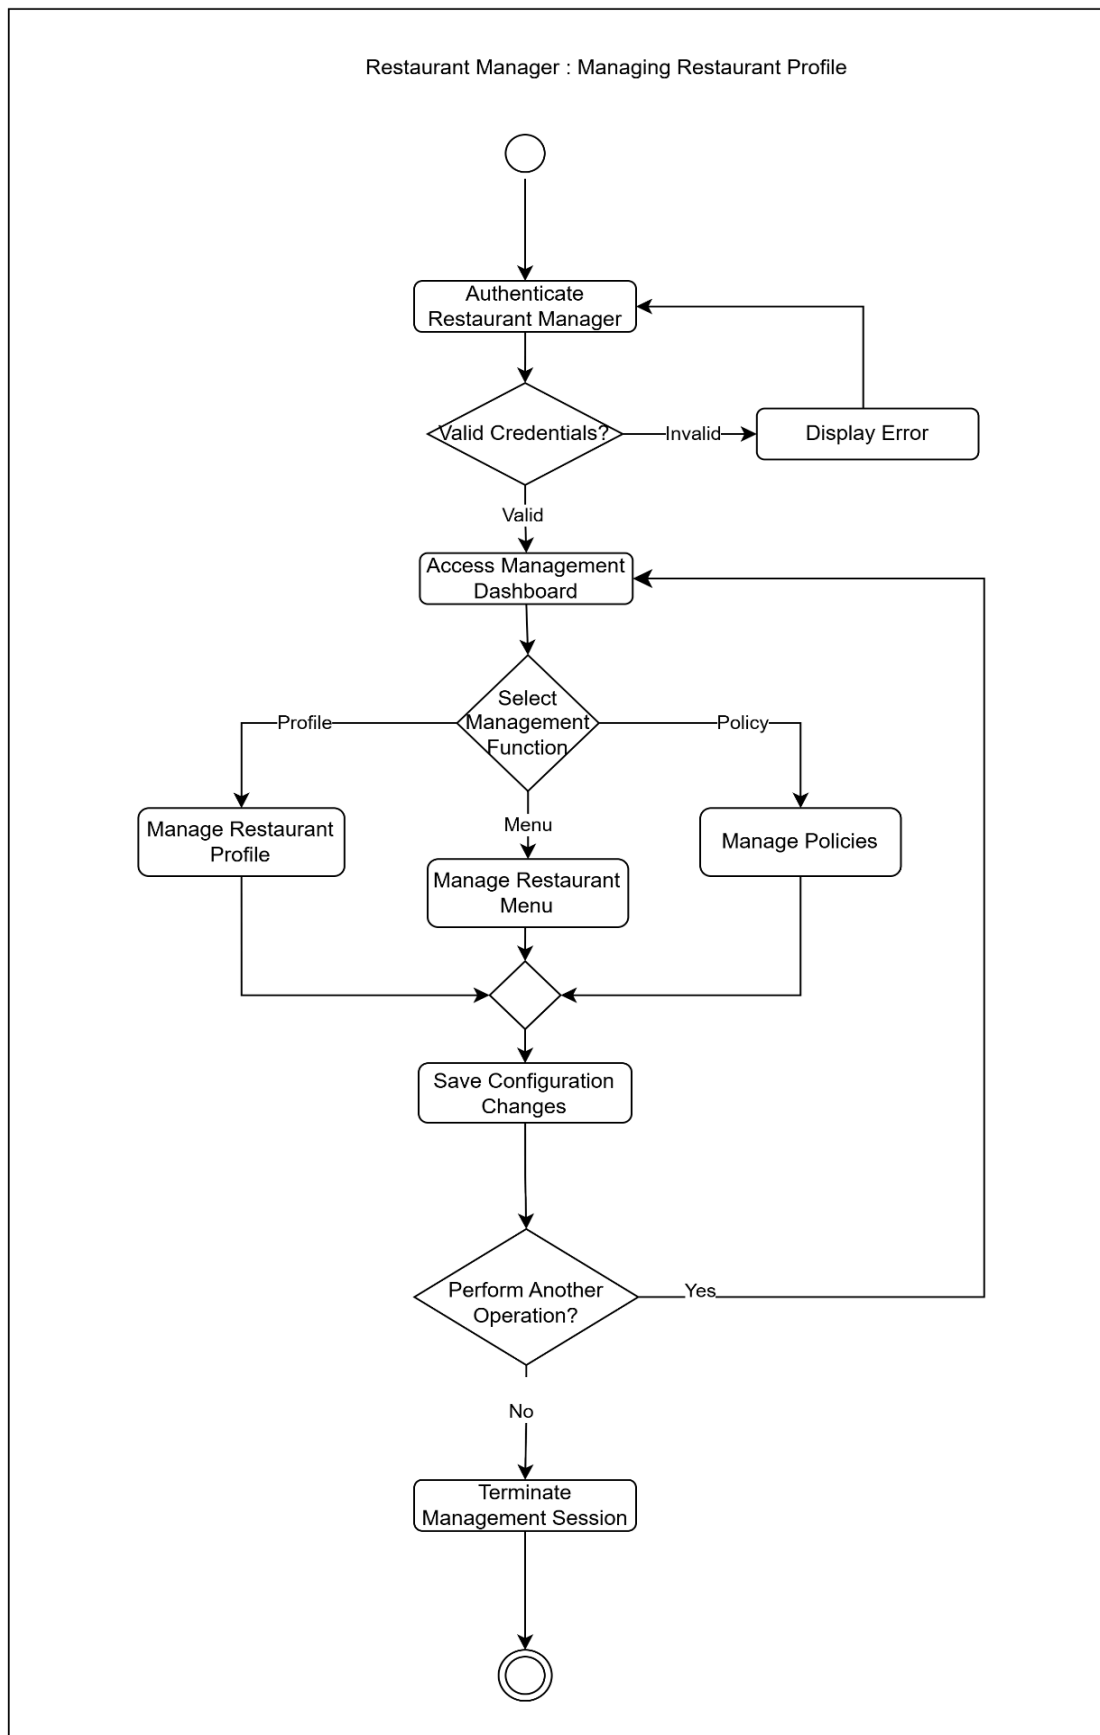 Restaurant Manager : Managing Restaurant Profile
Authenticate
Restaurant Manager
Valid Credentials?
Invalid
Display Error
Valid
Access Management
Dashboard
Select
Management
Function
Profile
Policy
Menu
Manage Restaurant
Profile
Manage Policies
Manage Restaurant
Menu
Save Configuration
Changes
Perform Another
Operation?
Yes
No
Terminate
Management Session